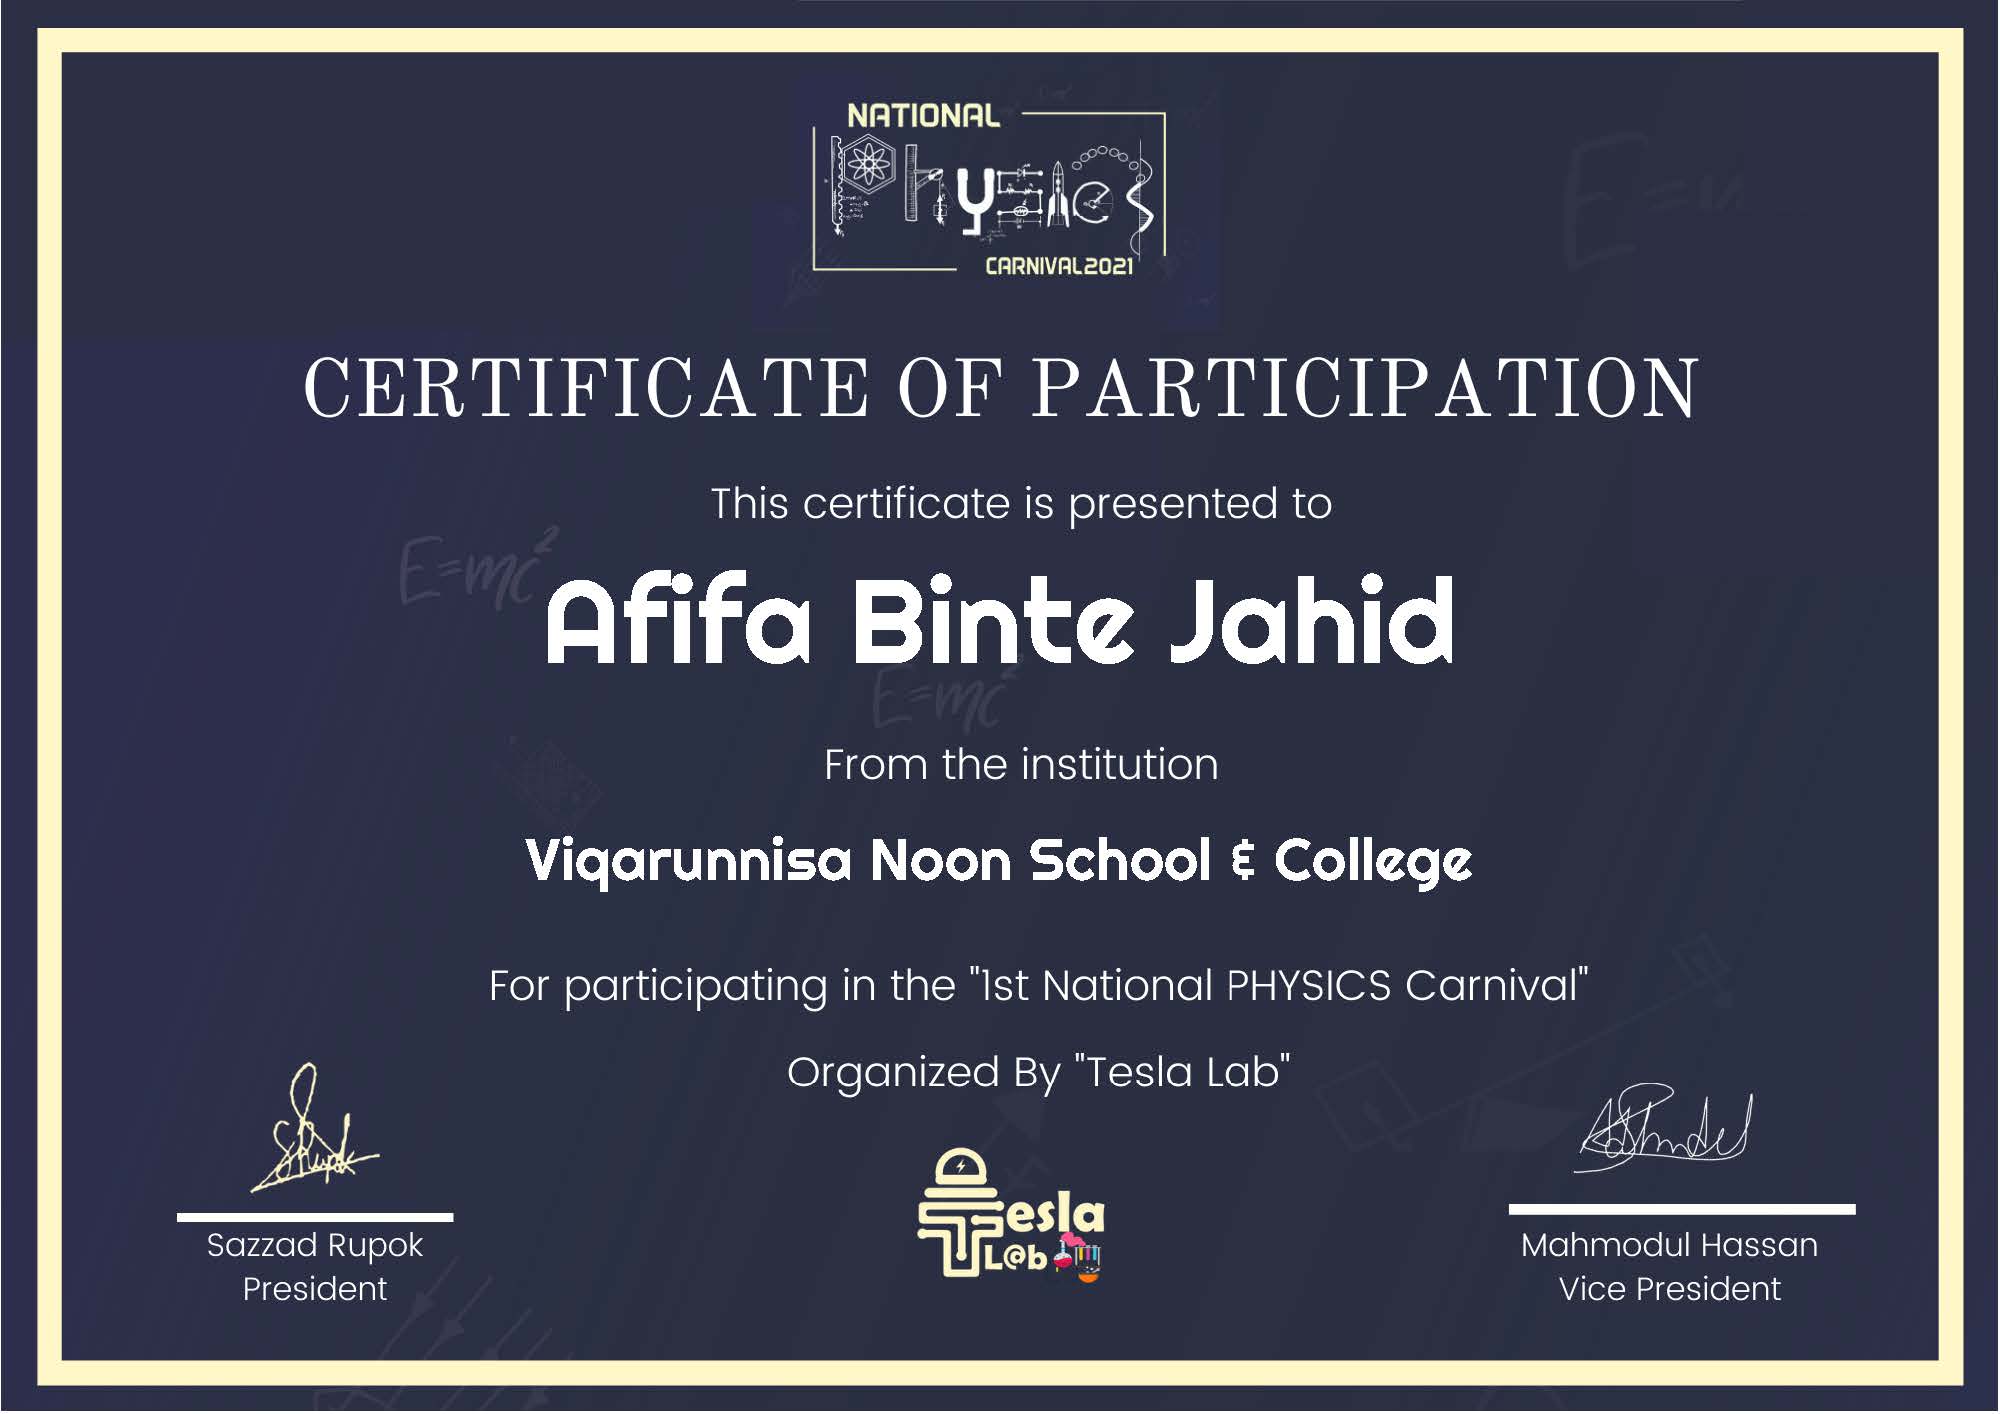 NATIONAL
Physics
CARNIVAL2021
CERTIFICATE OF PARTICIPATION
This certificate is presented to
E=mc²
Afifa Binte Jahid
E=mc²
From the institution
Viqarunnisa Noon School & College
For participating in the "1st National PHYSICS Carnival"
Organized By "Tesla Lab"
Tesla
L@b
Sazzad Rupok
President
Mahmodul Hassan
Vice President